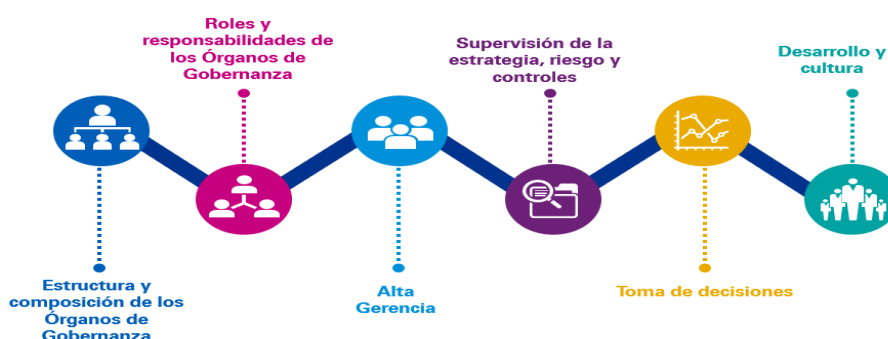 Roles y
responsabilidades de
los Órganos de
Gobernanza
Supervisión de la
estrategia, riesgo y
controles
Desarrollo y
cultura
Estructura y
composición de los
Órganos de
Gobernanza
Alta
Gerencia
Toma de decisiones